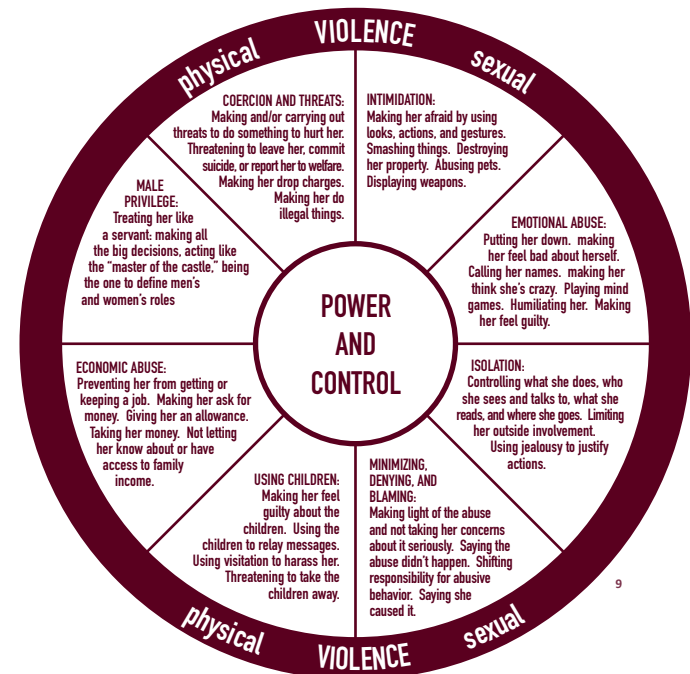 physical
VIOLENCE
sexual
COERCION AND THREATS:
Making and/or carrying out
threats to do something to hurt her.
Threatening to leave her, commit
suicide, or report her to welfare.
Making her drop charges.
Making her do
illegal things.
INTIMIDATION:
Making her afraid by using
looks, actions, and gestures.
Smashing things. Destroying
her property. Abusing pets.
Displaying weapons.
MALE
PRIVILEGE:
Treating her like
a servant: making all
the big decisions, acting like
the “master of the castle,” being
the one to define men’s
and women’s roles
EMOTIONAL ABUSE:
Putting her down. making
her feel bad about herself.
Calling her names. making her
think she’s crazy. Playing mind
games. Humiliating her. Making
her feel guilty.
POWER
AND
CONTROL
ECONOMIC ABUSE:
Preventing her from getting or
keeping a job. Making her ask for
money. Giving her an allowance.
Taking her money. Not letting
her know about or have
access to family
income.
ISOLATION:
Controlling what she does, who
she sees and talks to, what she
reads, and where she goes. Limiting
her outside involvement.
Using jealousy to justify
actions.
USING CHILDREN:
Making her feel
guilty about the
children. Using the
children to relay messages.
Using visitation to harass her.
Threatening to take the
children away.
MINIMIZING,
DENYING, AND
BLAMING:
Making light of the abuse
and not taking her concerns
about it seriously. Saying the
abuse didn’t happen. Shifting
responsibility for abusive
behavior. Saying she
caused it.
9
physical
VIOLENCE
sexual